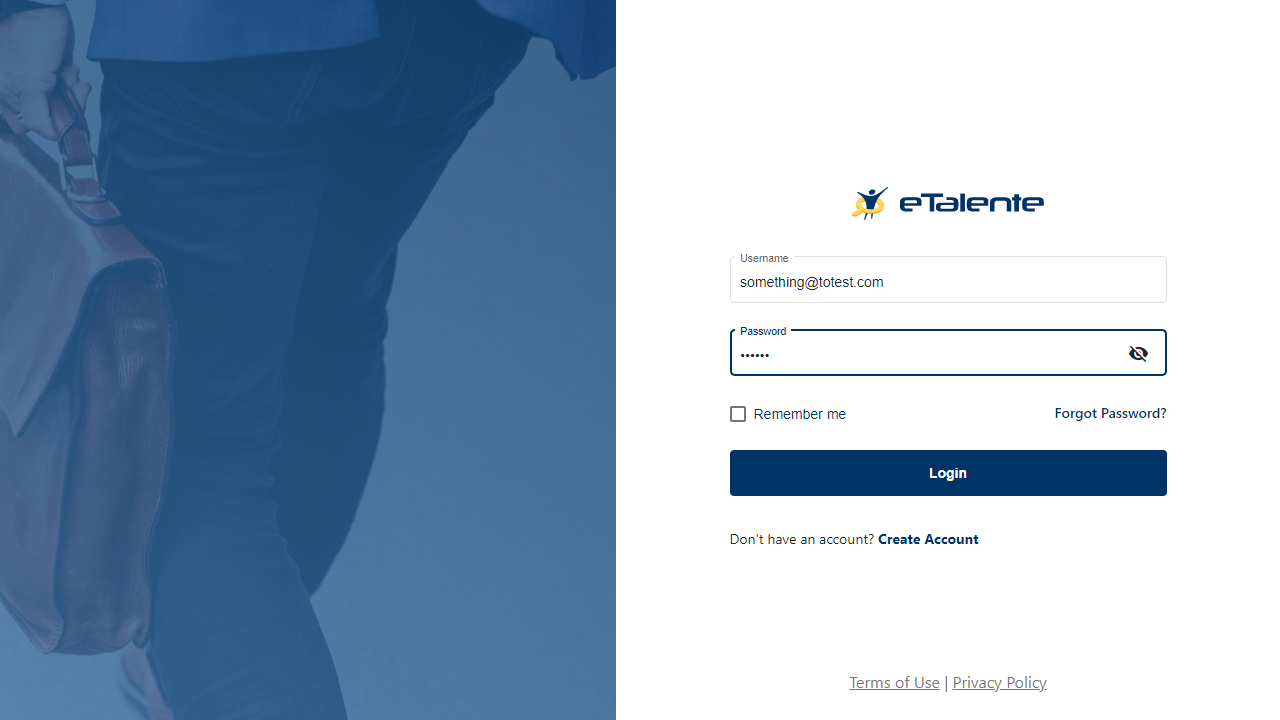 eTalente
Username
something@totest.com
Password
••••••
Remember me
Forgot Password?
Login
Don't have an account? Create Account
Terms of Use | Privacy Policy